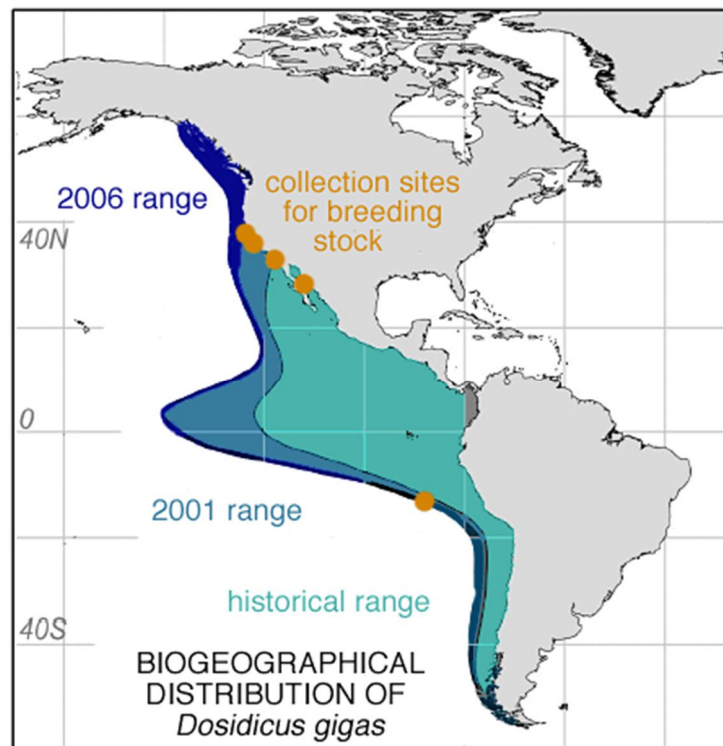 2006 range
collection sites
for breeding
stock
40N
0
2001 range
historical range
40S
BIOGEOGRAPHICAL
DISTRIBUTION OF
Dosidicus gigas